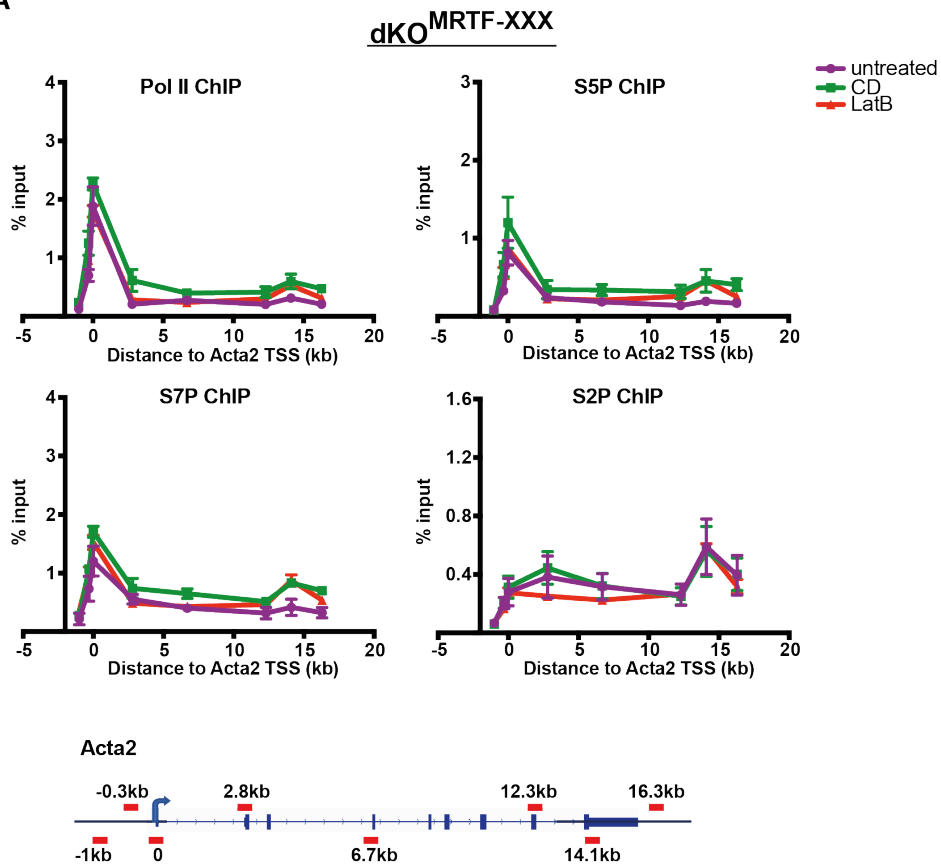 dKO MRTF-XXX
untreated
CD
LatB
Pol II ChIP
% input
4
3
2
1
-5 0 5 10 15 20
Distance to Acta2 TSS (kb)
S5P ChIP
% input
3
2
1
-5 0 5 10 15 20
Distance to Acta2 TSS (kb)
S7P ChIP
% input
4
3
2
1
-5 0 5 10 15 20
Distance to Acta2 TSS (kb)
S2P ChIP
% input
1.6
1.2
0.8
0.4
-5 0 5 10 15 20
Distance to Acta2 TSS (kb)
Acta2
-0.3kb 2.8kb 12.3kb 16.3kb
-1kb 0 6.7kb 14.1kb